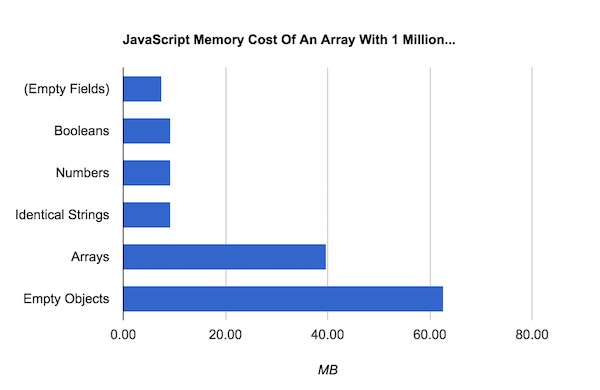 JavaScript Memory Cost Of An Array With 1 Million...
(Empty Fields)
Booleans
Numbers
Identical Strings
Arrays
Empty Objects
0.00 20.00 40.00 60.00 80.00
MB